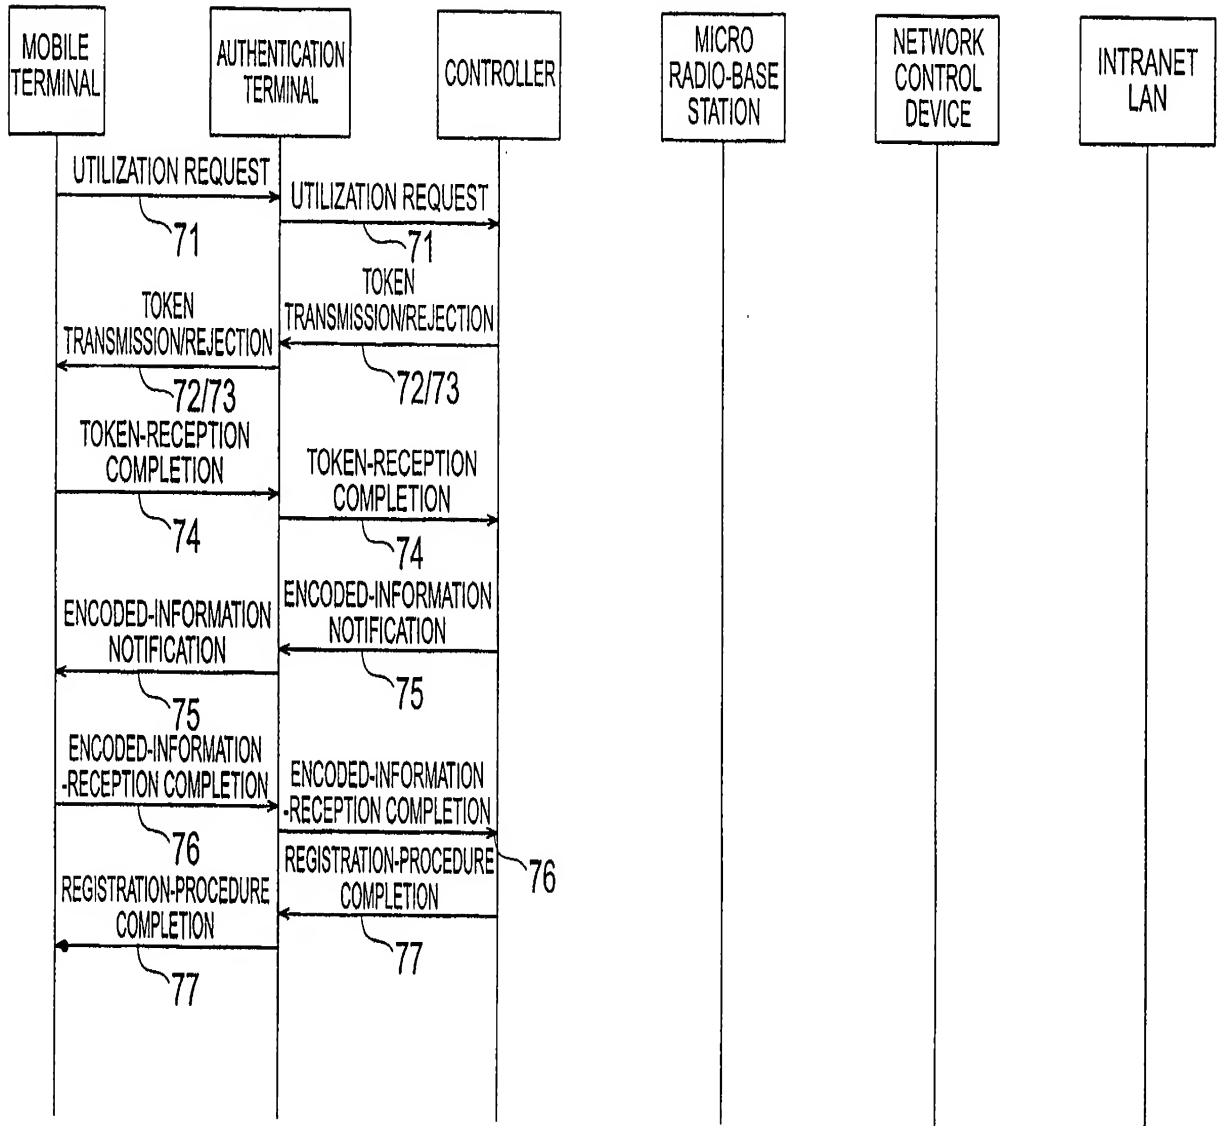 MOBILE
TERMINAL
AUTHENTICATION
TERMINAL
CONTROLLER
MICRO
RADIO-BASE
STATION
NETWORK
CONTROL
DEVICE
INTRANET
LAN
UTILIZATION REQUEST
71
UTILIZATION REQUEST
71
TOKEN
TRANSMISSION/REJECTION
72/73
TOKEN
TRANSMISSION/REJECTION
72/73
TOKEN-RECEPTION
COMPLETION
74
TOKEN-RECEPTION
COMPLETION
74
ENCODED-INFORMATION
NOTIFICATION
75
ENCODED-INFORMATION
NOTIFICATION
75
ENCODED-INFORMATION
-RECEPTION COMPLETION
76
ENCODED-INFORMATION
-RECEPTION COMPLETION
76
REGISTRATION-PROCEDURE
COMPLETION
77
REGISTRATION-PROCEDURE
COMPLETION
77